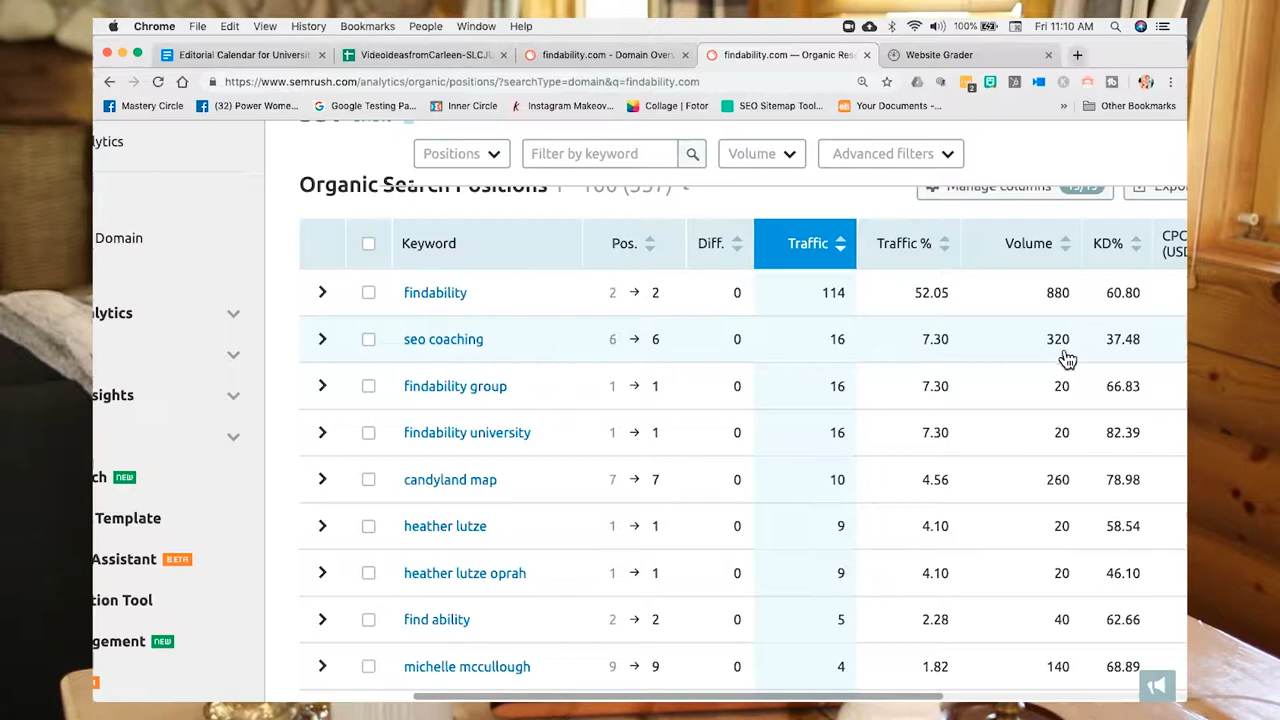 Chrome File Edit View History Bookmarks People Window Help 100% Fri 11:10 AM
Editorial Calendar for Universit × VideoIdeasfromCarleen-SLCJU × findability.com - Domain Over × findability.com — Organic Res × Website Grader × +
https://www.semrush.com/analytics/organic/positions/?searchType=domain&q=findability.com 2
Mastery Circle (32) Power Wome... Google Testing Pa... Inner Circle Instagram Makeov... Collage | Fotor SEO Sitemap Tool... Your Documents -... » Other Bookmarks
lytics
Positions Filter by keyword Volume Advanced filters
Organic Search Positions Manage columns
Domain
Keyword Pos. Diff. Traffic Traffic % Volume KD% CPC
(USD
findability 2 → 2 0 114 52.05 880 60.80
lytics
seo coaching 6 → 6 0 16 7.30 320 37.48
findability group 1 → 1 0 16 7.30 20 66.83
sights
findability university 1 → 1 0 16 7.30 20 82.39
ch NEW
candyland map 7 → 7 0 10 4.56 260 78.98
Template
heather lutze 1 → 1 0 9 4.10 20 58.54
Assistant BETA
heather lutze oprah 1 → 1 0 9 4.10 20 46.10
tion Tool
find ability 2 → 2 0 5 2.28 40 62.66
gement NEW
michelle mccullough 9 → 9 0 4 1.82 140 68.89